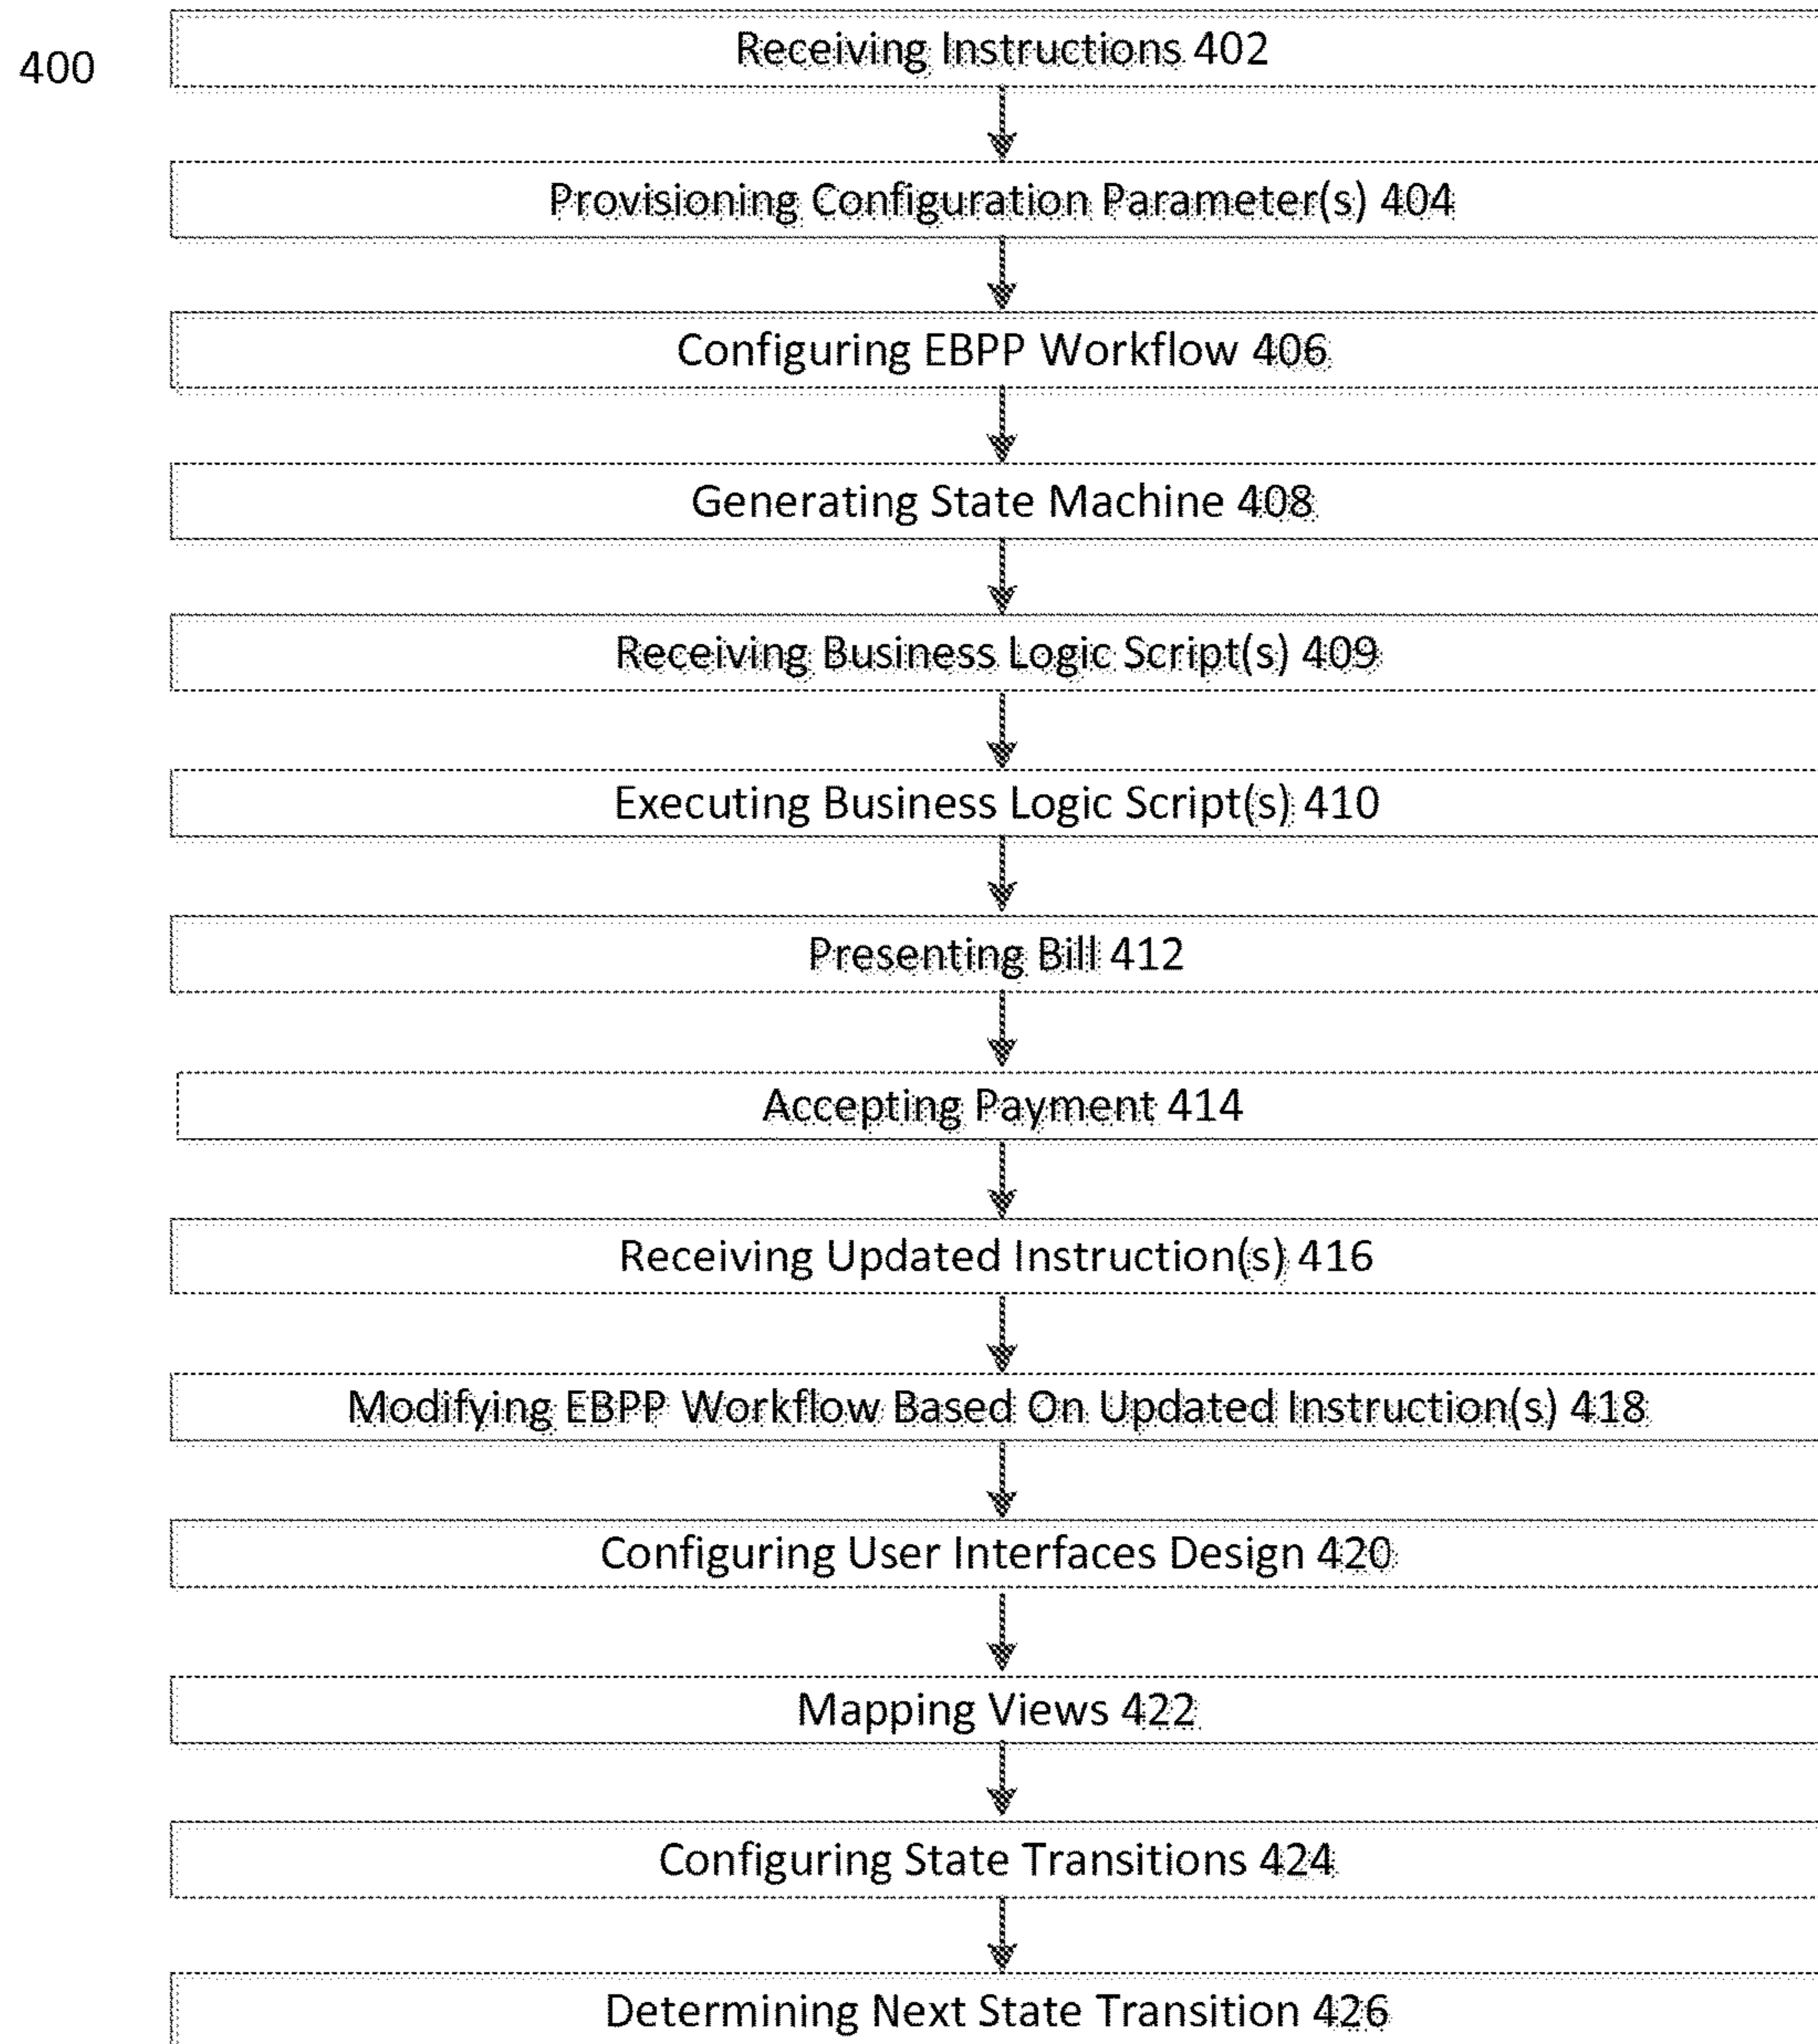 Receiving Instructions 402
400
Provisioning Configuration Parameter(s) 404
Configuring EBPP Workflow 406
Generating State Machine 408
Receiving Business Logic Script(s) 409
Executing Business Logic Script(s) 410
Presenting Bill 412
Accepting Payment 414
Receiving Updated Instruction(s) 416
Modifying EBPP Workflow Based On Updated Instruction(s) 418
Configuring User Interfaces Design 420
Mapping Views 422
Configuring State Transitions 424
Determining Next State Transition 426